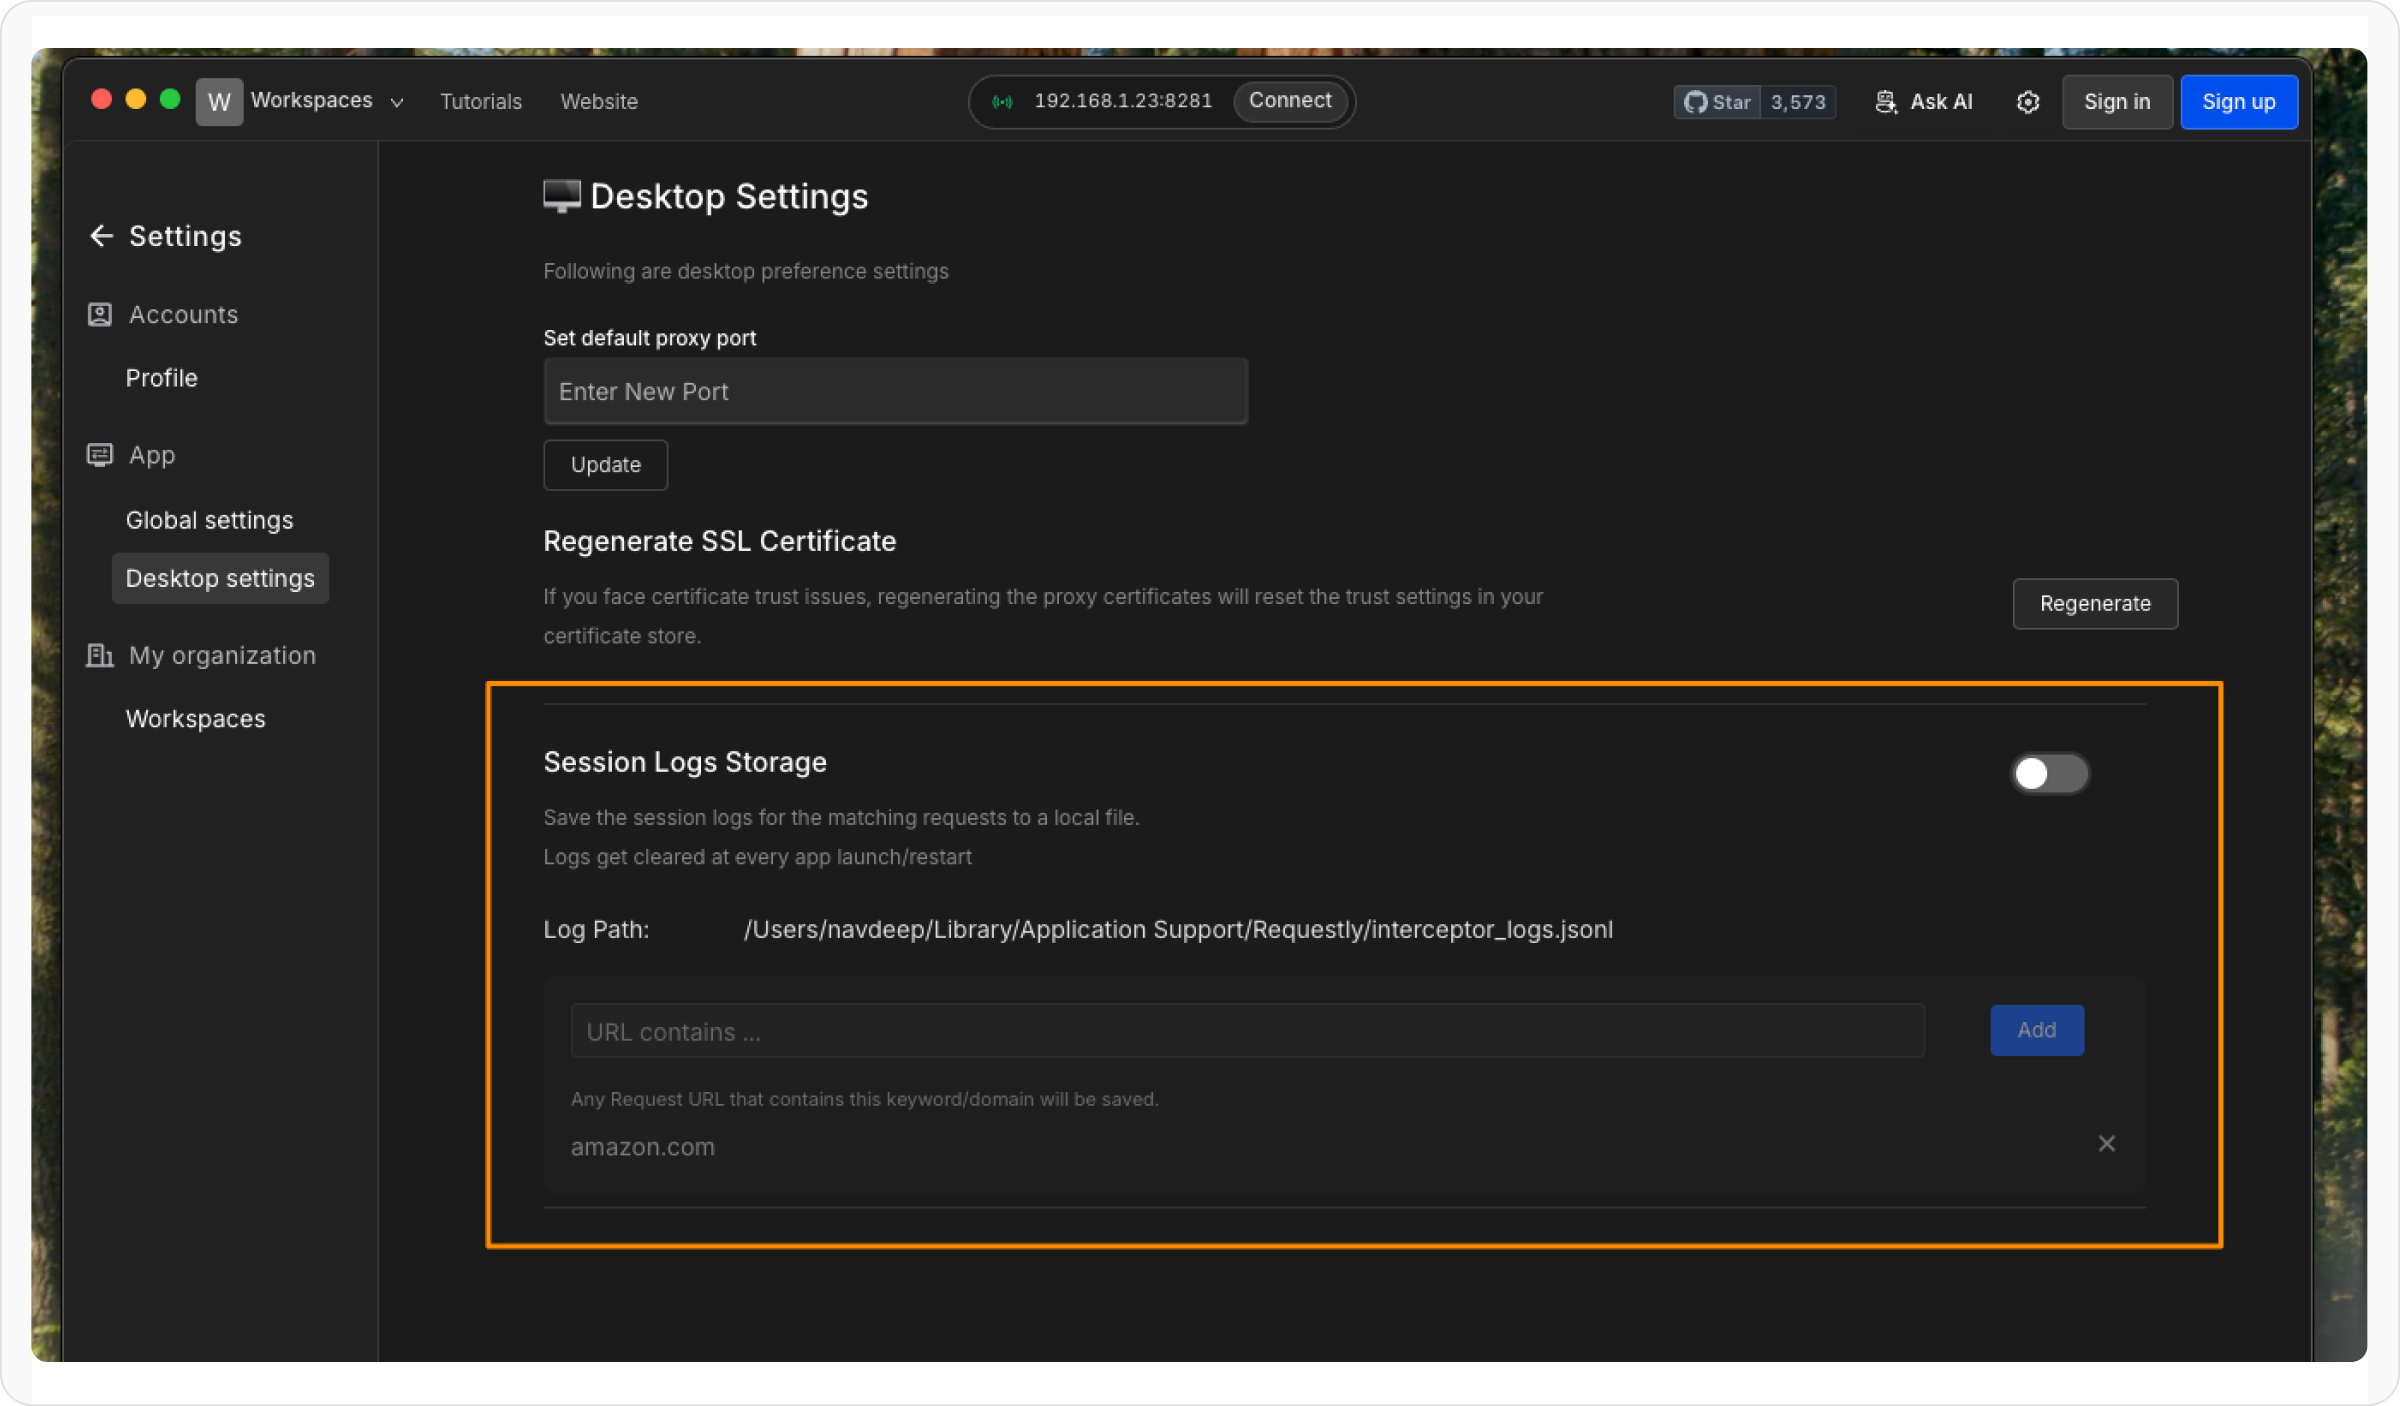 W Workspaces Tutorials Website 192.168.1.23:8281 Connect Star 3,573 Ask AI Sign in Sign up
Settings
Accounts
Profile
App
Global settings
Desktop settings
My organization
Workspaces
Desktop Settings
Following are desktop preference settings
Set default proxy port
Enter New Port
Update
Regenerate SSL Certificate
If you face certificate trust issues, regenerating the proxy certificates will reset the trust settings in your
certificate store.
Regenerate
Session Logs Storage
Save the session logs for the matching requests to a local file.
Logs get cleared at every app launch/restart
Log Path: /Users/navdeep/Library/Application Support/Requestly/interceptor_logs.jsonl
URL contains ... Add
Any Request URL that contains this keyword/domain will be saved.
amazon.com